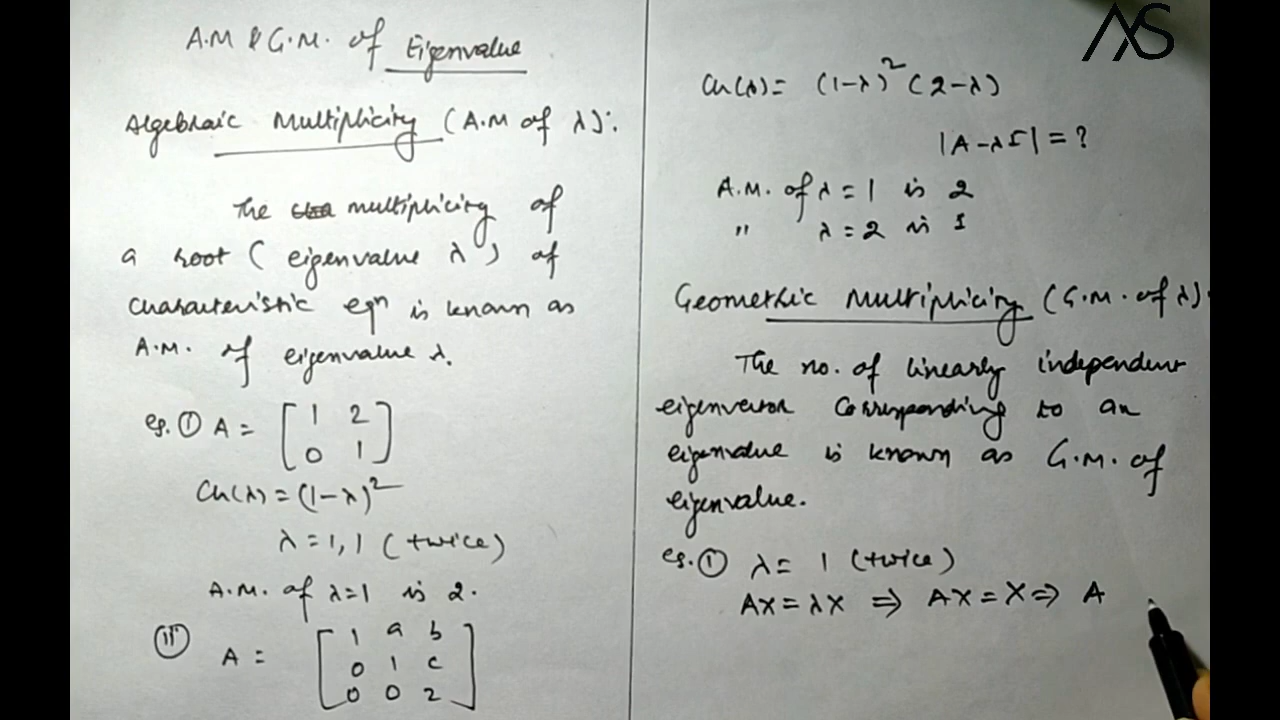 A.M & G.M. of Eigenvalue
Algebraic Multiplicity (A.M of λ):
The multiplicity of
a root (eigenvalue λ) of
characteristic eqn is known as
A.M. of eigenvalue λ.
eg. ① A = [1 2
0 1]
Ch(λ) = (1-λ)²
λ = 1, 1 (twice)
A.M. of λ=1 is 2.
(ii) A = [1 a b
0 1 c
0 0 2]
NS
Ch(λ) = (1-λ)² (2-λ)
|A-λI| = ?
A.M. of λ = 1 is 2
" λ = 2 is 1
Geometric Multiplicity (G.M. of λ):
The no. of linearly independent
eigenvector corresponding to an
eigenvalue is known as G.M. of
eigenvalue.
eg. ① λ = 1 (twice)
AX = λX ⇒ AX = X ⇒ A